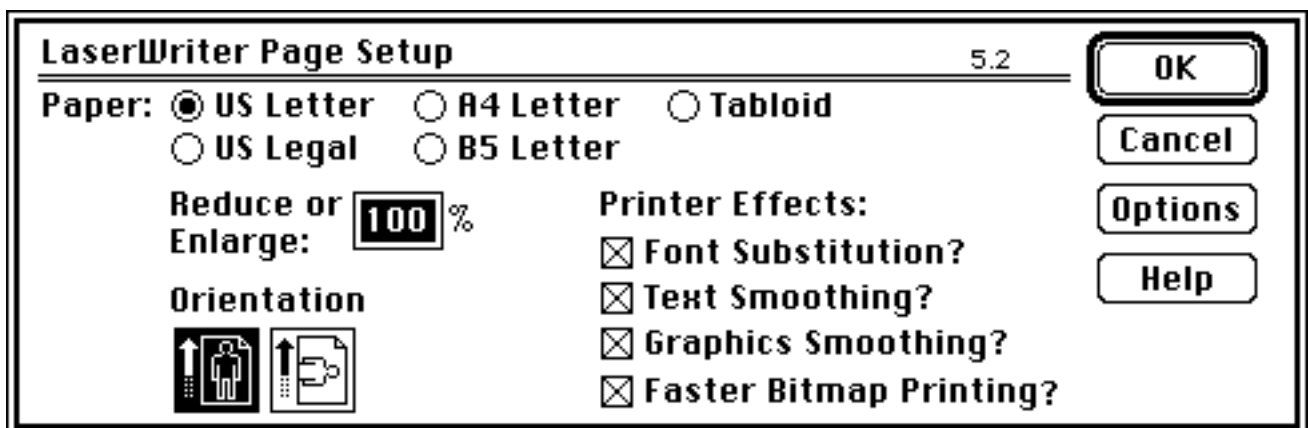 LaserWriter Page Setup 5.2 OK
Paper: US Letter A4 Letter Tabloid
US Legal B5 Letter Cancel
Reduce or 100 % Printer Effects: Options
Enlarge:
Font Substitution?
Help
Orientation Text Smoothing?
Graphics Smoothing?
Faster Bitmap Printing?